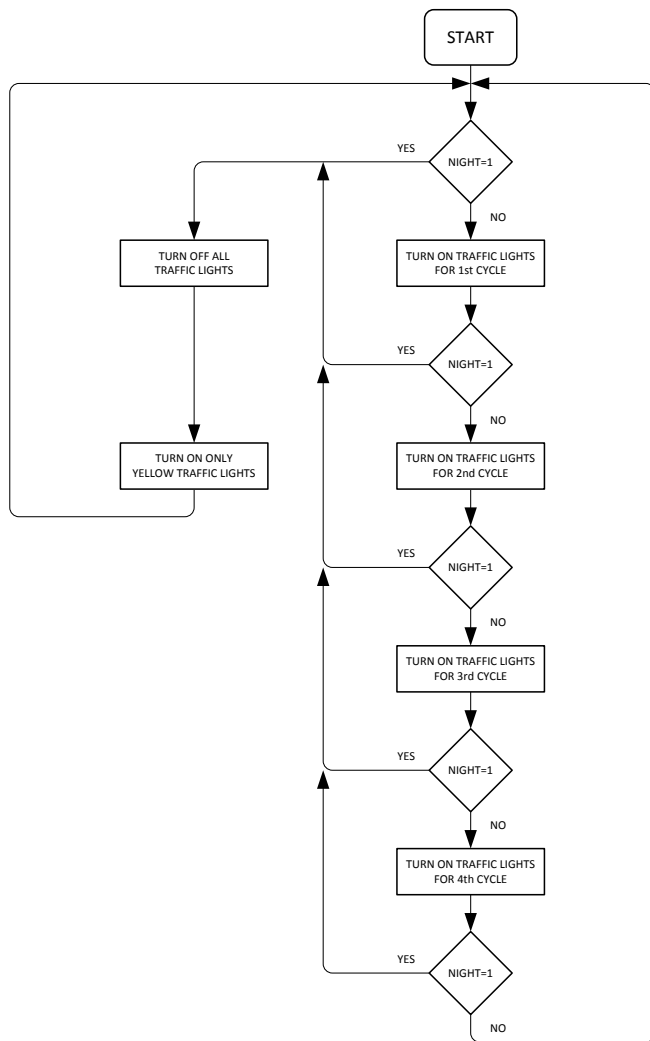 START
YES
NIGHT=1
NO
TURN OFF ALL
TRAFFIC LIGHTS
TURN ON TRAFFIC LIGHTS
FOR 1st CYCLE
YES
NIGHT=1
NO
TURN ON ONLY
YELLOW TRAFFIC LIGHTS
TURN ON TRAFFIC LIGHTS
FOR 2nd CYCLE
YES
NIGHT=1
NO
TURN ON TRAFFIC LIGHTS
FOR 3rd CYCLE
YES
NIGHT=1
NO
TURN ON TRAFFIC LIGHTS
FOR 4th CYCLE
YES
NIGHT=1
NO